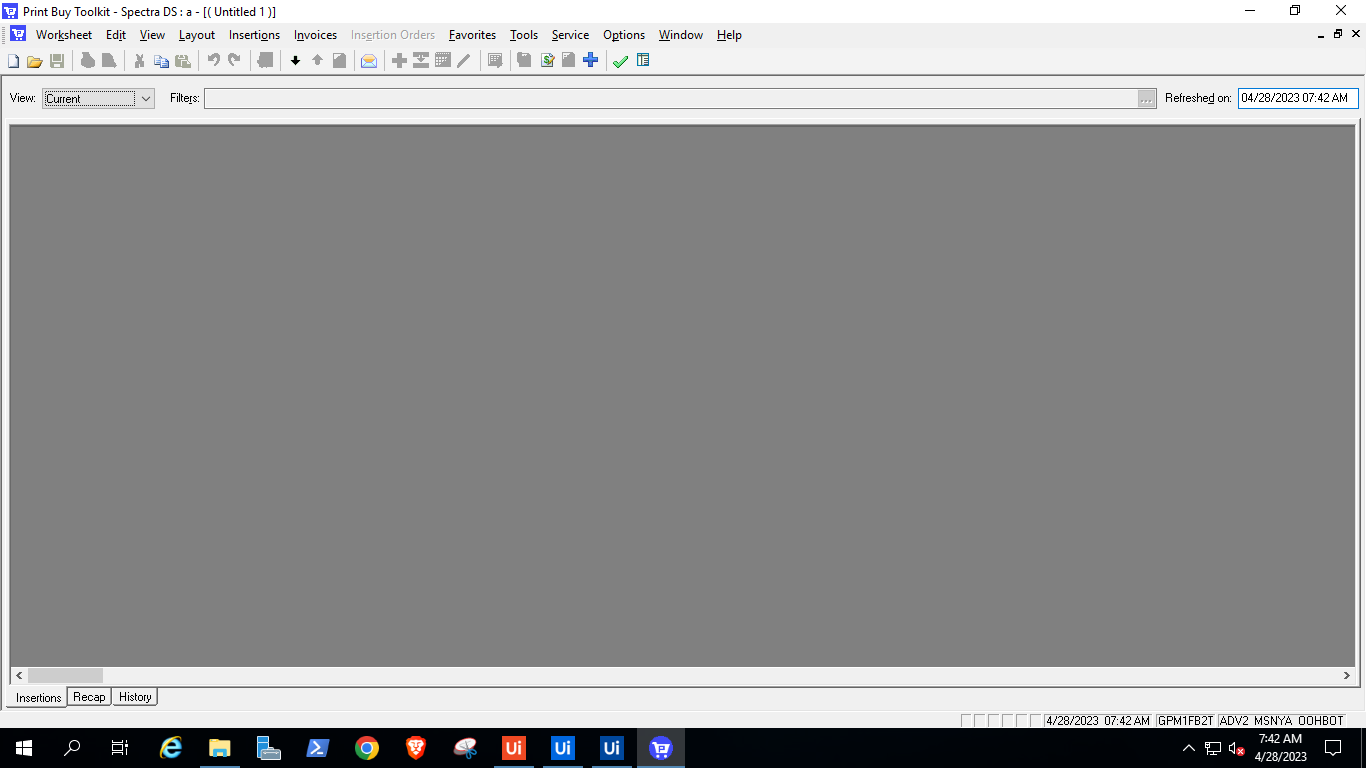 Print Buy Toolkit - Spectra DS : a - [( Untitled 1 )]
Worksheet Edit View Layout Insertions Invoices Insertion Orders Favorites Tools Service Options Window Help
View: Current Filters: ... Refreshed on: 04/28/2023 07:42 AM
Insertions Recap History
4/28/2023 07:42 AM GPM1FB2T ADV2 MSNYA OOHBOT
Ui Ui Ui
7:42 AM
4/28/2023